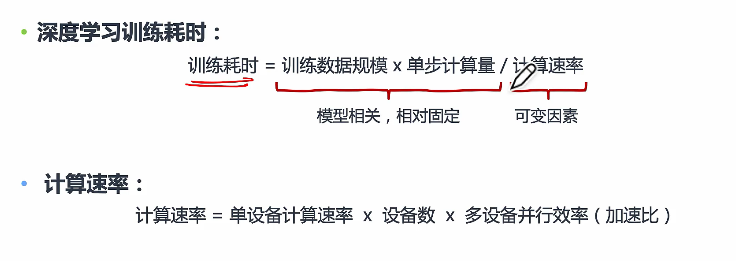 • 深度学习训练耗时：
训练耗时 = 训练数据规模 x 单步计算量 / 计算速率
模型相关，相对固定 可变因素
• 计算速率：
计算速率 = 单设备计算速率 x 设备数 x 多设备并行效率（加速比）